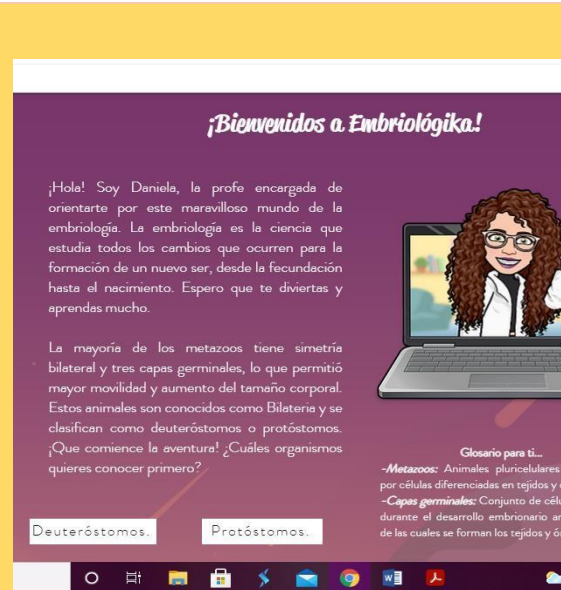 ¡Bienvenidos a Embriológika!
¡Hola! Soy Daniela, la profe encargada de
orientarte por este maravilloso mundo de la
embriología. La embriología es la ciencia que
estudia todos los cambios que ocurren para la
formación de un nuevo ser, desde la fecundación
hasta el nacimiento. Espero que te diviertas y
aprendas mucho.
La mayoría de los metazoos tiene simetría
bilateral y tres capas germinales, lo que permitió
mayor movilidad y aumento del tamaño corporal.
Estos animales son conocidos como Bilateria y se
clasifican como deuteróstomos o protóstomos.
¡Que comience la aventura! ¿Cuáles organismos
quieres conocer primero?
Deuteróstomos.
Protóstomos.
Glosario para ti...
-Metazoos: Animales pluricelulares
por células diferenciadas en tejidos y
-Capas germinales: Conjunto de célu
durante el desarrollo embrionario an
de las cuales se forman los tejidos y ór